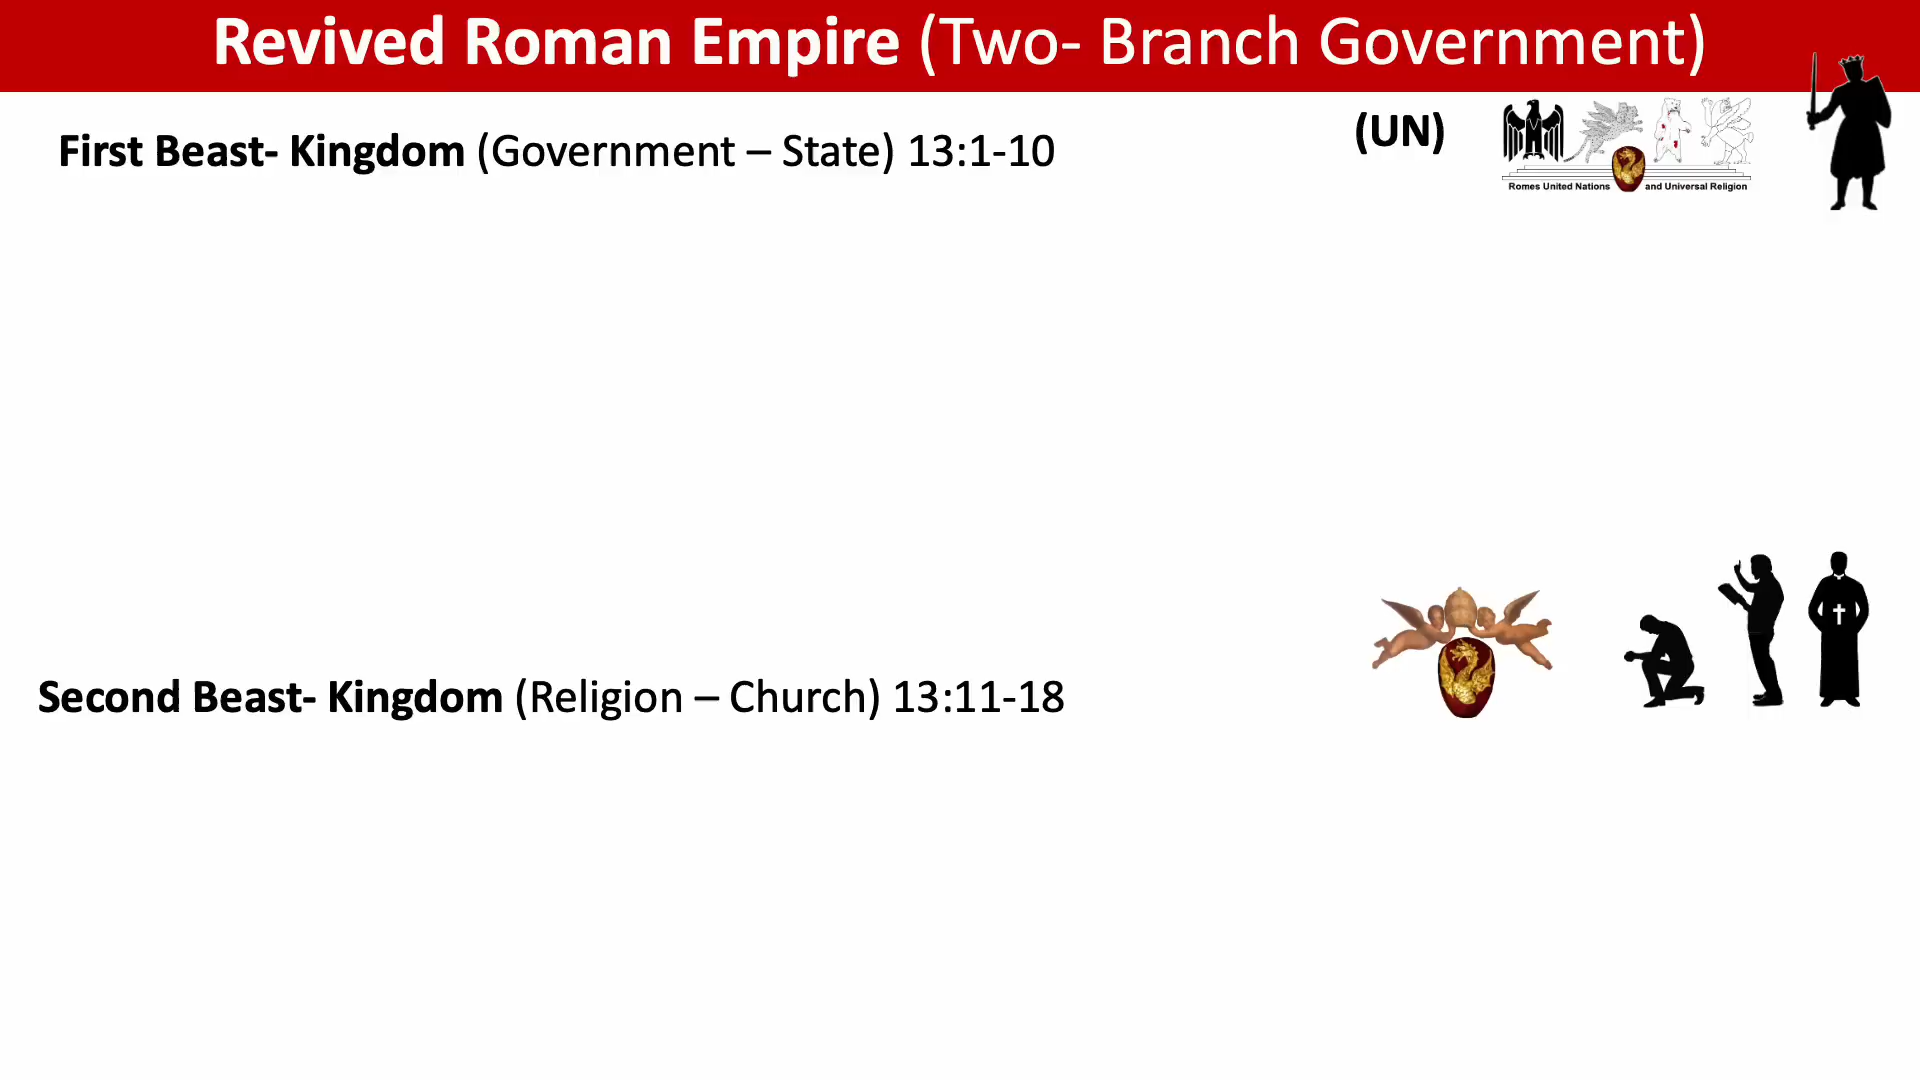 Revived Roman Empire (Two- Branch Government)
First Beast- Kingdom (Government – State) 13:1-10
(UN)
Romes United Nations and Universal Religion
Second Beast- Kingdom (Religion – Church) 13:11-18